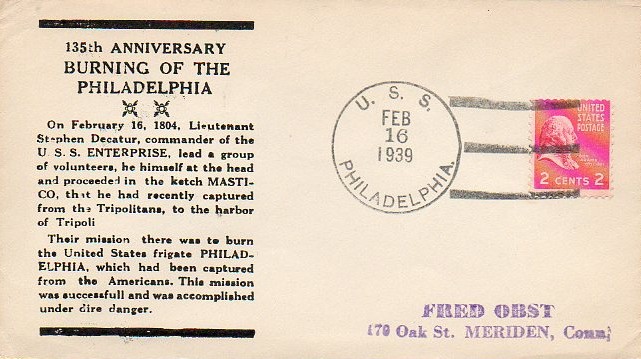 135th ANNIVERSARY
BURNING OF THE
PHILADELPHIA
On February 16, 1804, Lieutenant
Stephen Decatur, commander of the
U. S. S. ENTERPRISE, lead a group
of volunteers, he himself at the head
and proceeded in the ketch MASTI-
CO, that he had recently captured
from the Tripolitans, to the harbor
of Tripoli
Their mission there was to burn
the United States frigate PHILAD-
ELPHIA, which had been captured
from the Americans. This mission
was successfull and was accomplished
under dire danger.
U. S. S.
FEB
16
1939
PHILADELPHIA.
UNITED
STATES
POSTAGE
2 CENTS 2
FRED OBST
170 Oak St. MERIDEN, Conn.